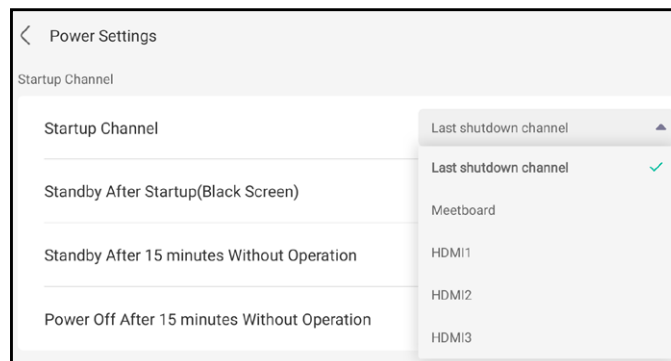 Power Settings
Startup Channel
Startup Channel
Last shutdown channel
Last shutdown channel
Standby After Startup(Black Screen)
Meetboard
Standby After 15 minutes Without Operation
HDMI1
HDMI2
Power Off After 15 minutes Without Operation
HDMI3